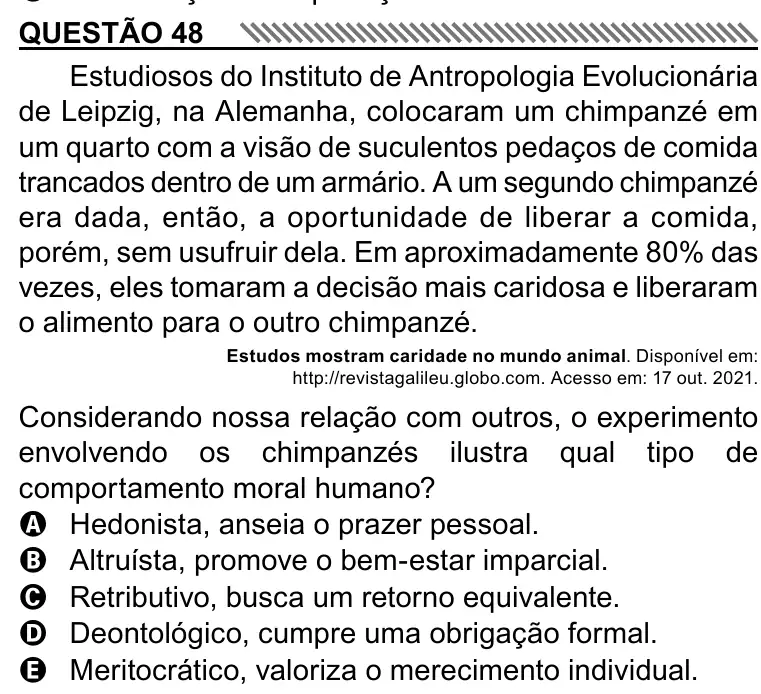 QUESTÃO 48
Estudiosos do Instituto de Antropologia Evolucionária
de Leipzig, na Alemanha, colocaram um chimpanzé em
um quarto com a visão de suculentos pedaços de comida
trancados dentro de um armário. A um segundo chimpanzé
era dada, então, a oportunidade de liberar a comida,
porém, sem usufruir dela. Em aproximadamente 80% das
vezes, eles tomaram a decisão mais caridosa e liberaram
o alimento para o outro chimpanzé.
Estudos mostram caridade no mundo animal. Disponível em:
http://revistagalileu.globo.com. Acesso em: 17 out. 2021.
Considerando nossa relação com outros, o experimento
envolvendo os chimpanzés ilustra qual tipo de
comportamento moral humano?
A Hedonista, anseia o prazer pessoal.
B Altruísta, promove o bem-estar imparcial.
C Retributivo, busca um retorno equivalente.
D Deontológico, cumpre uma obrigação formal.
E Meritocrático, valoriza o merecimento individual.